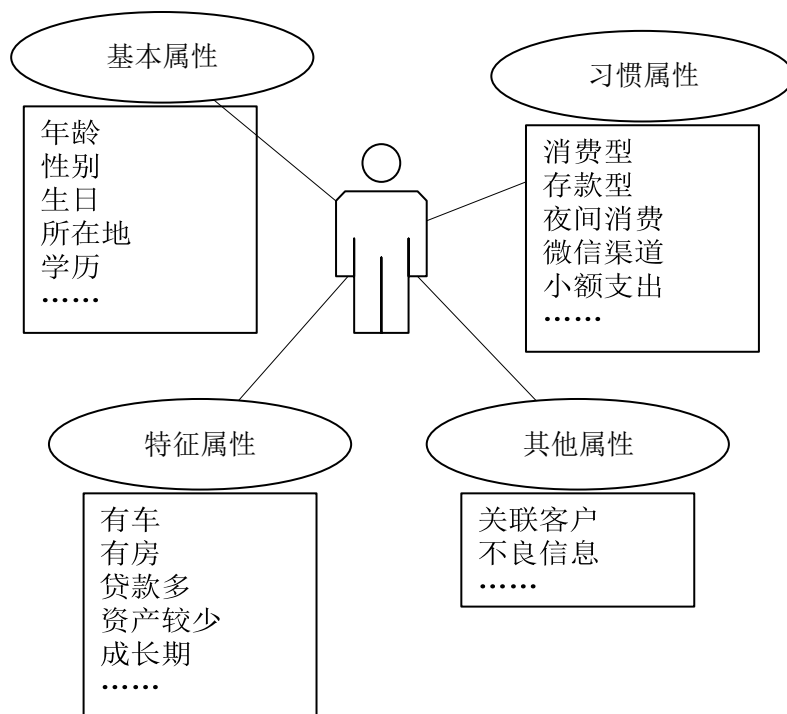 基本属性
年龄
性别
生日
所在地
学历
……
习惯属性
消费型
存款型
夜间消费
微信渠道
小额支出
……
特征属性
有车
有房
贷款多
资产较少
成长期
……
其他属性
关联客户
不良信息
……